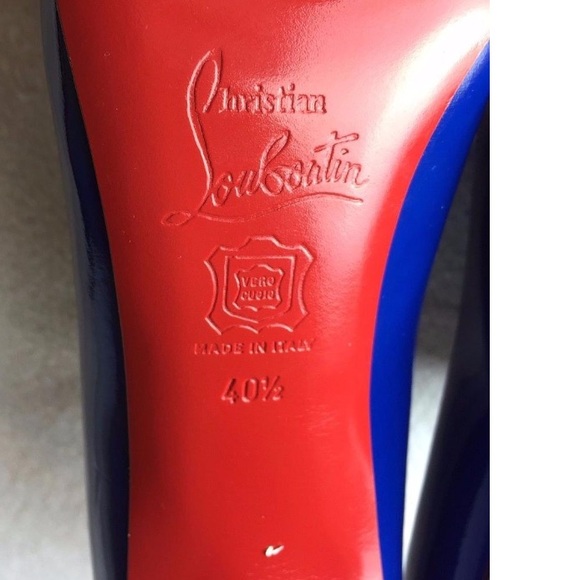 Christian
Louboutin
VERO
CUOIO
MADE IN ITALY
40½